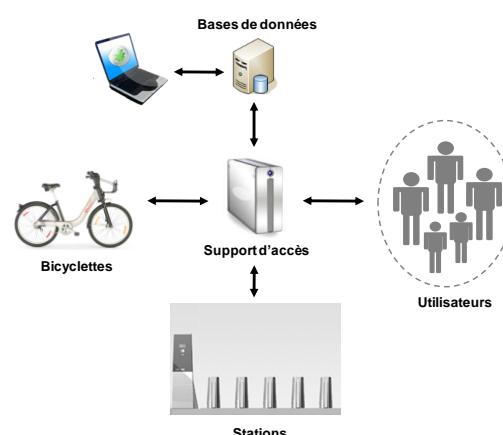 Bases de données
Bicyclettes
Support d'accès
Utilisateurs
Stations